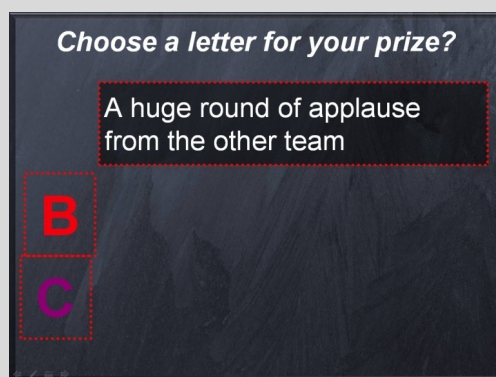 Choose a letter for your prize?
A huge round of applause
from the other team
B
C